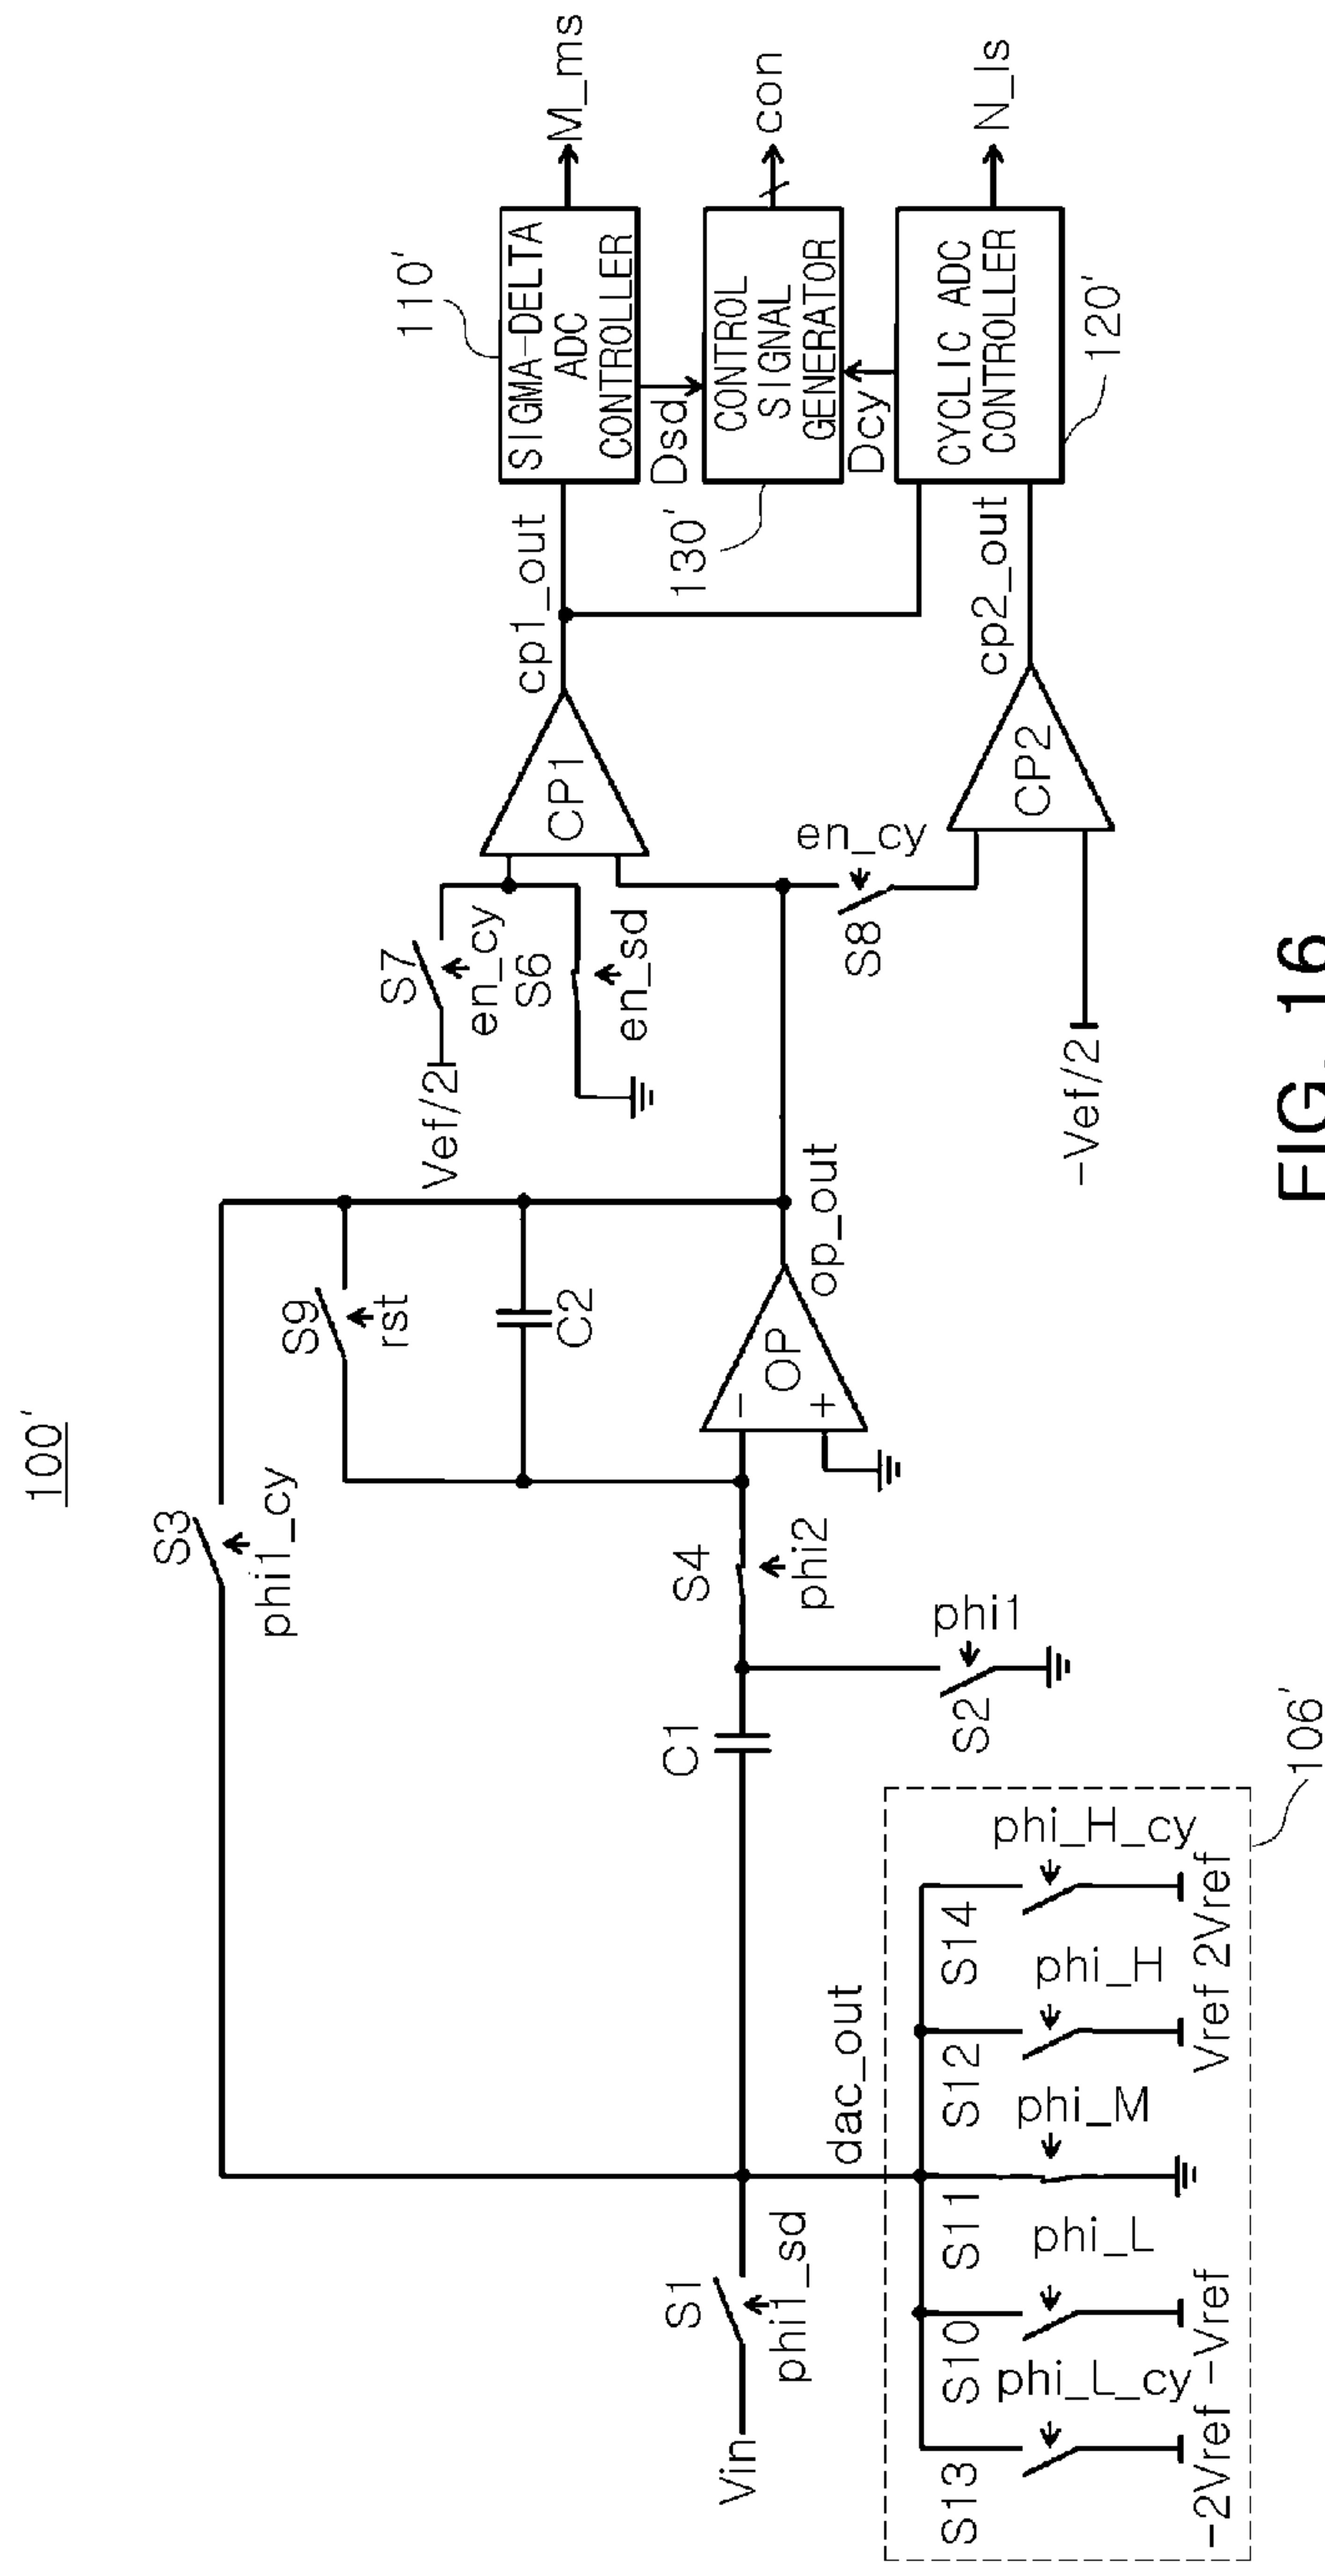 100'
S3
phi1_cy
S9
rst
C2
S7
en_cy
Vef/2
S6
en_sd
CP1
cp1_out
110'
SIGMA-DELTA
ADC
CONTROLLER
M_ms
Dsd
130'
CONTROL
SIGNAL
GENERATOR
con
Dcy
CYCLIC ADC
CONTROLLER
N_ls
120'
cp2_out
CP2
en_cy
S8
-Vef/2
Vin
S1
phi1_sd
C1
S4
phi2
OP
-
+
op_out
phi1
S2
dac_out
S13
S10
S11
S12
S14
phi_L_cy
phi_L
phi_M
phi_H
phi_H_cy
-2Vref
-Vref
Vref
2Vref
106'
FIG. 16